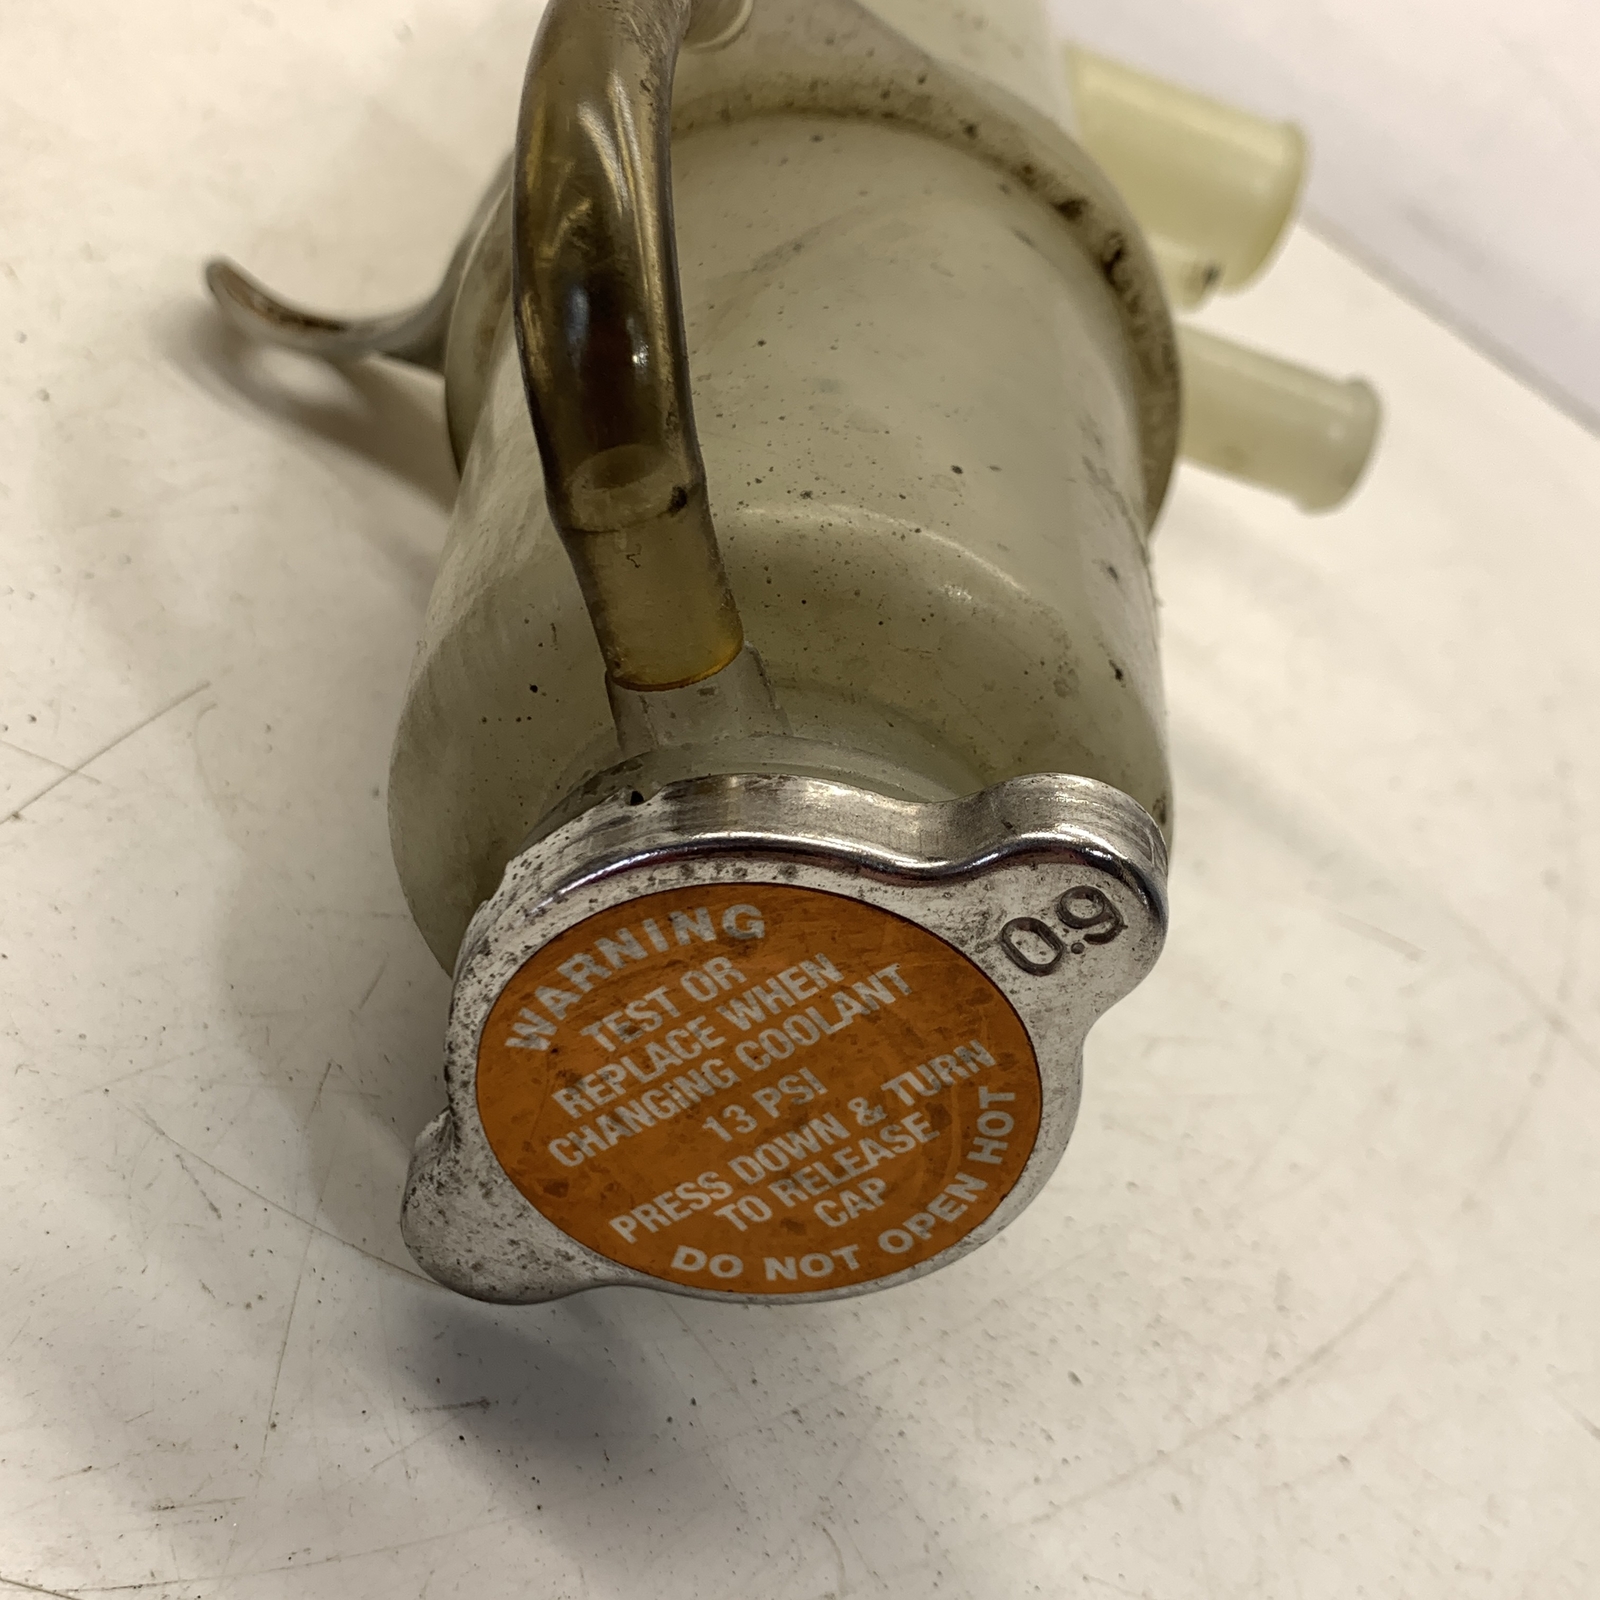 0.9
WARNING
TEST OR
REPLACE WHEN
CHANGING COOLANT
13 PSI
PRESS DOWN & TURN
TO RELEASE
CAP
DO NOT OPEN HOT